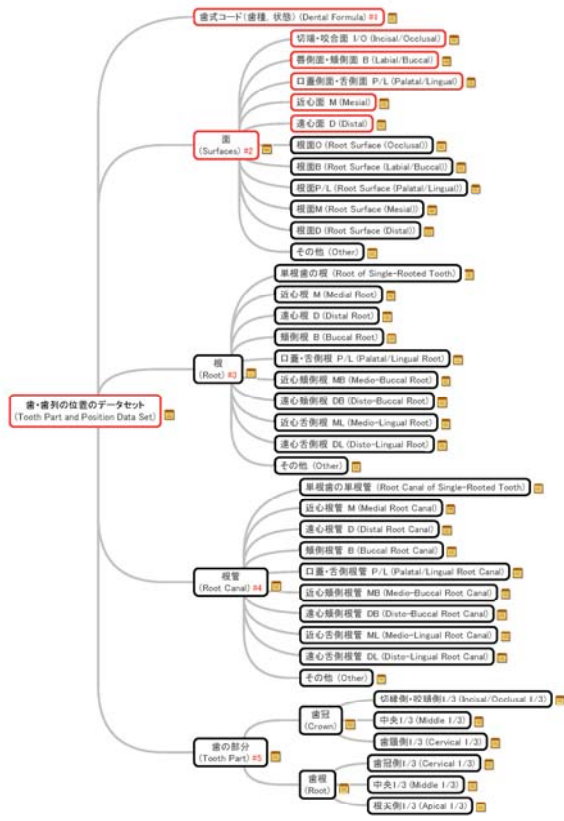 歯式コード(歯種, 状態) (Dental Formula) #1
切端・咬合面 I/O (Incisal/Occlusal)
唇側面・頬側面 B (Labial/Buccal)
口蓋側面・舌側面 P/L (Palatal/Lingual)
近心面 M (Mesial)
遠心面 D (Distal)
面
(Surfaces) #2
根面O (Root Surface (Occlusal))
根面B (Root Surface (Labial/Buccal))
根面P/L (Root Surface (Palatal/Lingual))
根面M (Root Surface (Mesial))
根面D (Root Surface (Distal))
その他 (Other)
単根歯の根 (Root of Single-Rooted Tooth)
近心根 M (Medial Root)
遠心根 D (Distal Root)
頬側根 B (Buccal Root)
根
(Root) #3
口蓋・舌側根 P/L (Palatal/Lingual Root)
近心頬側根 MB (Medio-Buccal Root)
遠心頬側根 DB (Disto-Buccal Root)
近心舌側根 ML (Medio-Lingual Root)
遠心舌側根 DL (Disto-Lingual Root)
その他 (Other)
歯・歯列の位置のデータセット
(Tooth Part and Position Data Set)
単根歯の単根管 (Root Canal of Single-Rooted Tooth)
近心根管 M (Medial Root Canal)
遠心根管 D (Distal Root Canal)
頬側根管 B (Buccal Root Canal)
根管
(Root Canal) #4
口蓋・舌側根管 P/L (Palatal/Lingual Root Canal)
近心頬側根管 MB (Medio-Buccal Root Canal)
遠心頬側根管 DB (Disto-Buccal Root Canal)
近心舌側根管 ML (Medio-Lingual Root Canal)
遠心舌側根管 DL (Disto-Lingual Root Canal)
その他 (Other)
歯の部分
(Tooth Part) #5
歯冠
(Crown)
切縁側・咬頭側1/3 (Incisal/Occlusal 1/3)
中央1/3 (Middle 1/3)
歯頸側1/3 (Cervical 1/3)
歯根
(Root)
歯冠側1/3 (Cervical 1/3)
中央1/3 (Middle 1/3)
根尖側1/3 (Apical 1/3)